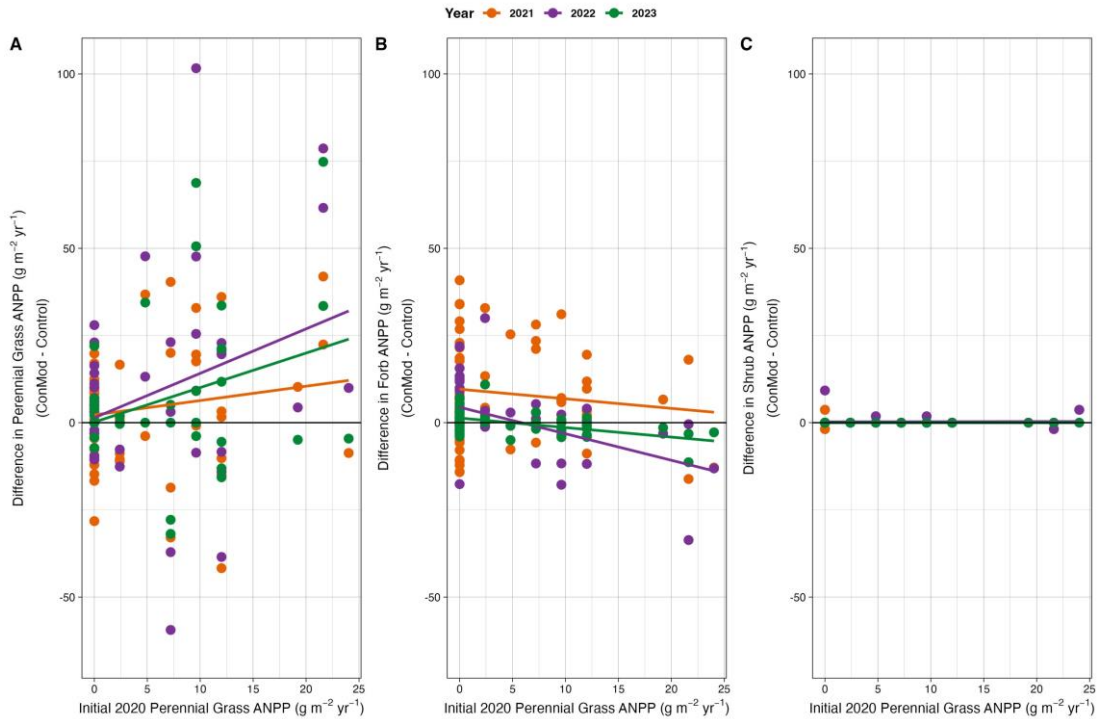 Year 2021 2022 2023
A
Difference in Perennial Grass ANPP (g m⁻² yr⁻¹)
(ConMod - Control)
100
50
0
-50
0 5 10 15 20 25
Initial 2020 Perennial Grass ANPP (g m⁻² yr⁻¹)
B
Difference in Forb ANPP (g m⁻² yr⁻¹)
(ConMod - Control)
100
50
0
-50
0 5 10 15 20 25
Initial 2020 Perennial Grass ANPP (g m⁻² yr⁻¹)
C
Difference in Shrub ANPP (g m⁻² yr⁻¹)
(ConMod - Control)
100
50
0
-50
0 5 10 15 20 25
Initial 2020 Perennial Grass ANPP (g m⁻² yr⁻¹)